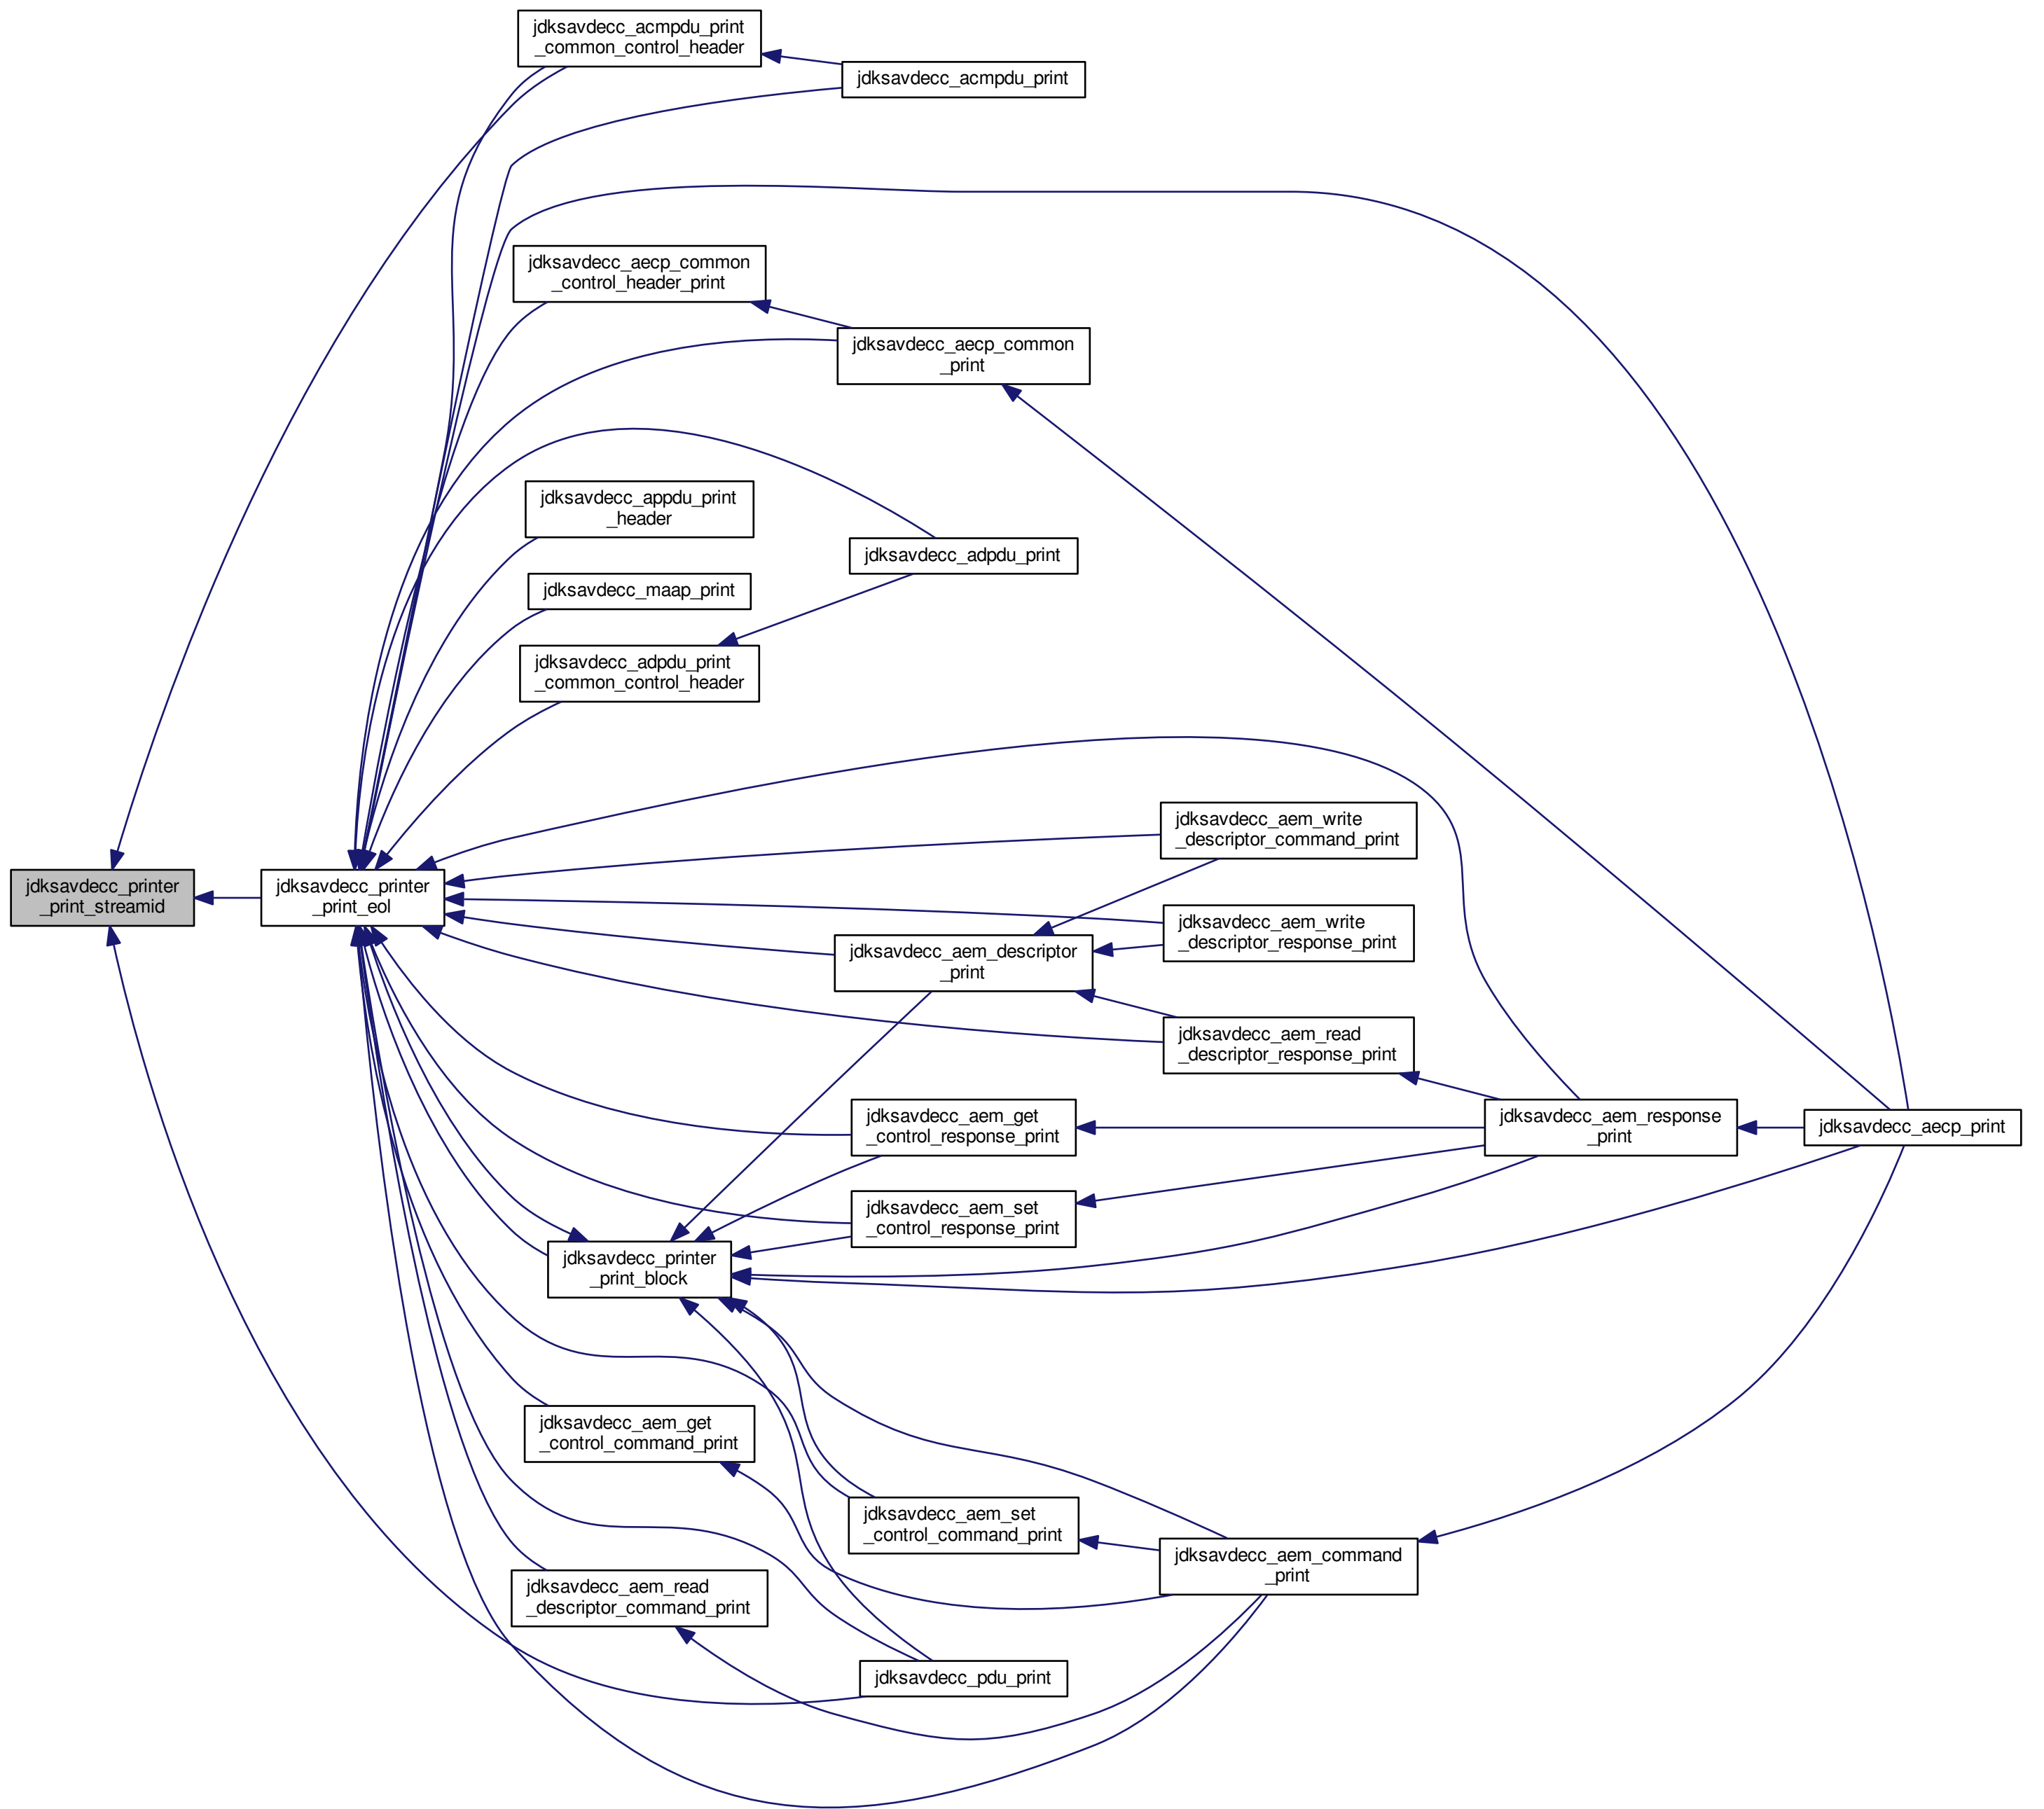 jdksavdecc_acmpdu_print
_common_control_header
jdksavdecc_acmpdu_print
jdksavdecc_aecp_common
_control_header_print
jdksavdecc_aecp_common
_print
jdksavdecc_appdu_print
_header
jdksavdecc_adpdu_print
jdksavdecc_maap_print
jdksavdecc_adpdu_print
_common_control_header
jdksavdecc_aem_write
_descriptor_command_print
jdksavdecc_printer
_print_streamid
jdksavdecc_printer
_print_eol
jdksavdecc_aem_write
_descriptor_response_print
jdksavdecc_aem_descriptor
_print
jdksavdecc_aem_read
_descriptor_response_print
jdksavdecc_aem_get
_control_response_print
jdksavdecc_aem_response
_print
jdksavdecc_aecp_print
jdksavdecc_aem_set
_control_response_print
jdksavdecc_printer
_print_block
jdksavdecc_aem_get
_control_command_print
jdksavdecc_aem_set
_control_command_print
jdksavdecc_aem_command
_print
jdksavdecc_aem_read
_descriptor_command_print
jdksavdecc_pdu_print